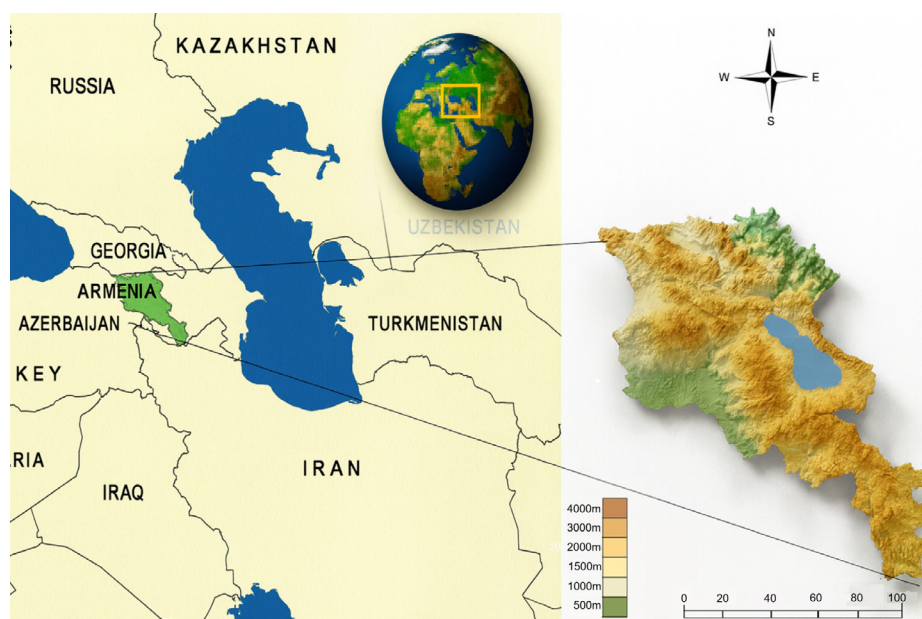 KAZAKHSTAN
RUSSIA
UZBEKISTAN
GEORGIA
ARMENIA
AZERBAIJAN
TURKMENISTAN
KEY
RIA
IRAQ
IRAN
N
W E
S
4000m
3000m
2000m
1500m
1000m
500m
0 20 40 60 80 100